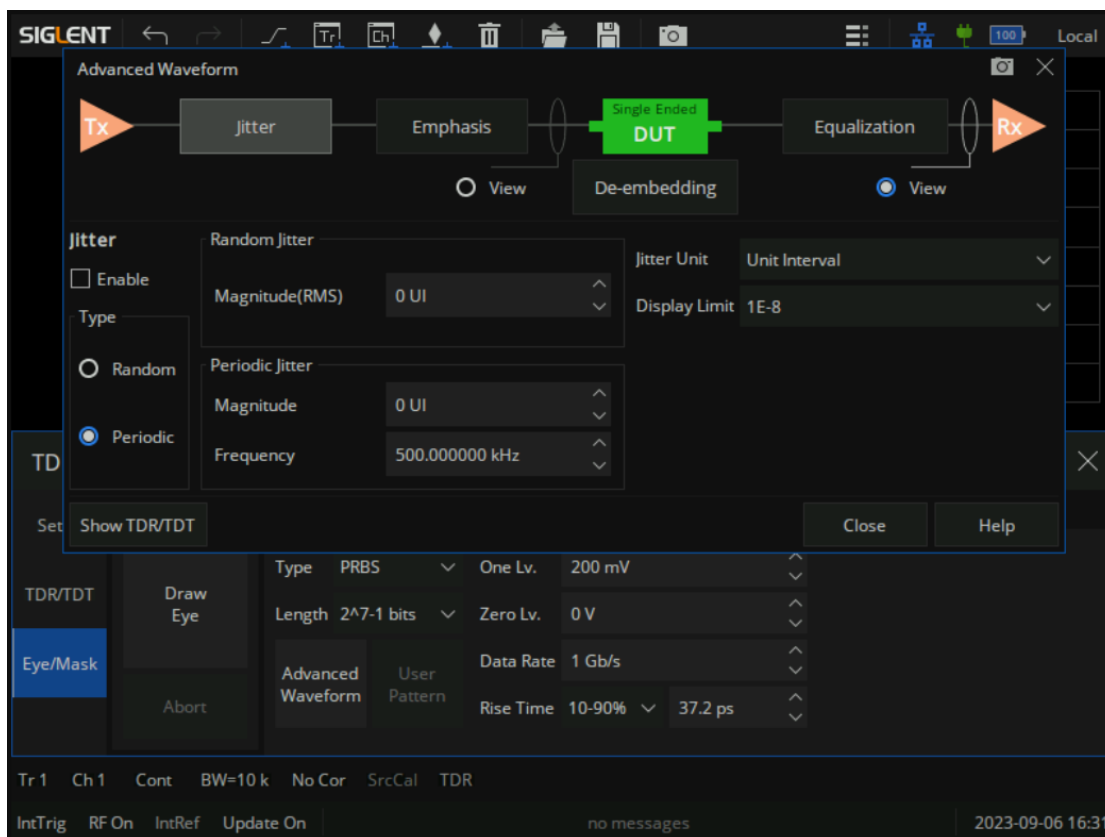 SIGLENT Tr Ch 100 Local
Advanced Waveform
Tx Jitter Emphasis Single Ended DUT Equalization Rx
View De-embedding View
Jitter
Enable
Type
Random
Periodic
Random Jitter
Magnitude(RMS) 0 UI
Periodic Jitter
Magnitude 0 UI
Frequency 500.000000 kHz
Jitter Unit Unit Interval
Display Limit 1E-8
Show TDR/TDT Close Help
TD
Set
TDR/TDT
Eye/Mask
Draw
Eye
Abort
Type PRBS
Length 2^7-1 bits
Advanced
Waveform
User
Pattern
One Lv. 200 mV
Zero Lv. 0 V
Data Rate 1 Gb/s
Rise Time 10-90% 37.2 ps
Tr 1 Ch 1 Cont BW=10 k No Cor SrcCal TDR
IntTrig RF On IntRef Update On no messages 2023-09-06 16:31